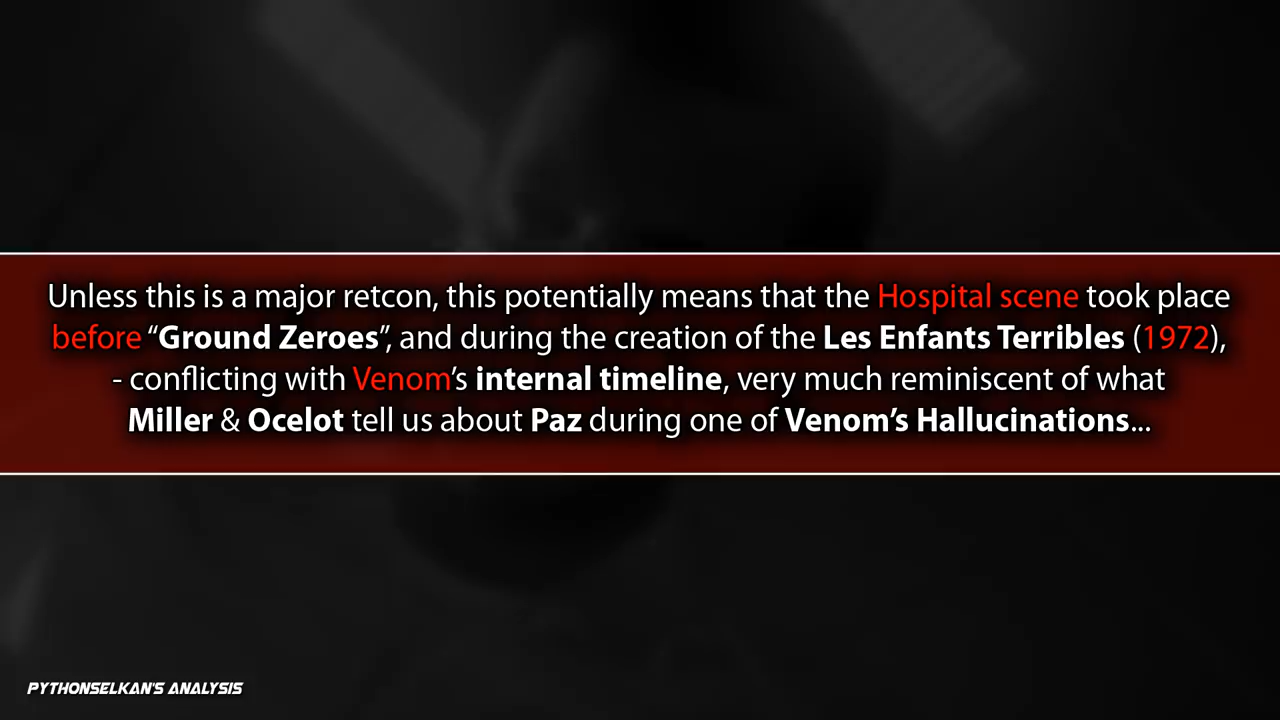 Unless this is a major retcon, this potentially means that the Hospital scene took place
before “Ground Zeroes”, and during the creation of the Les Enfants Terribles (1972),
- conflicting with Venom’s internal timeline, very much reminiscent of what
Miller & Ocelot tell us about Paz during one of Venom’s Hallucinations...
PYTHONSELKAN'S ANALYSIS